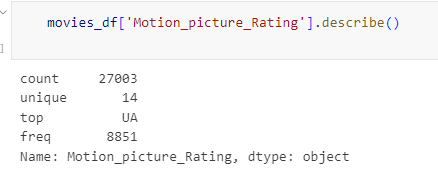 movies_df['Motion_picture_Rating'].describe()
count 27003
unique 14
top UA
freq 8851
Name: Motion_picture_Rating, dtype: object